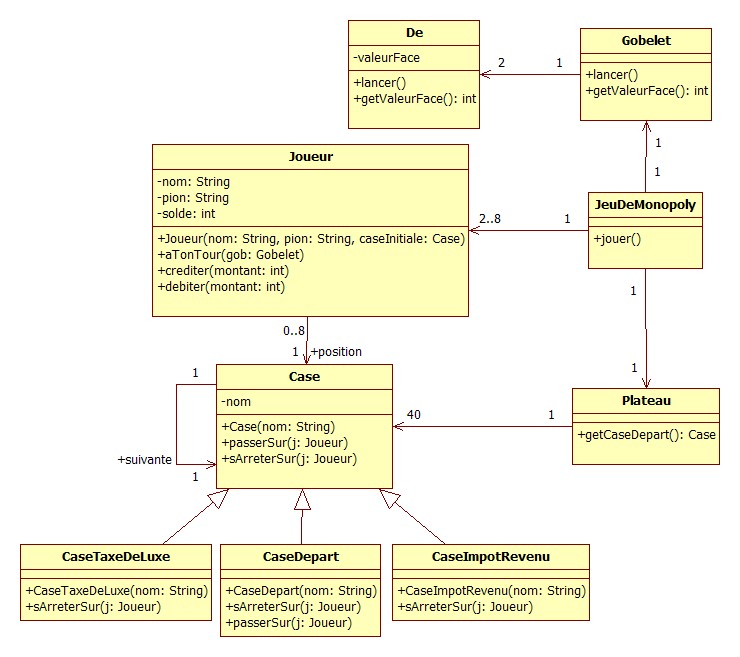 De
-valeurFace
+lancer()
+getValeurFace(): int
2
1
Gobelet
+lancer()
+getValeurFace(): int
1
1
Joueur
-nom: String
-pion: String
-solde: int
+Joueur(nom: String, pion: String, caseInitiale: Case)
+aTonTour(gob: Gobelet)
+crediter(montant: int)
+debiter(montant: int)
2..8
1
JeuDeMonopoly
+jouer()
1
1
0..8
1
+position
Case
-nom
+Case(nom: String)
+passerSur(j: Joueur)
+sArreterSur(j: Joueur)
1
+suivante
1
40
1
Plateau
+getCaseDepart(): Case
CaseTaxeDeLuxe
+CaseTaxeDeLuxe(nom: String)
+sArreterSur(j: Joueur)
CaseDepart
+CaseDepart(nom: String)
+sArreterSur(j: Joueur)
+passerSur(j: Joueur)
CaseImpotRevenu
+CaseImpotRevenu(nom: String)
+sArreterSur(j: Joueur)